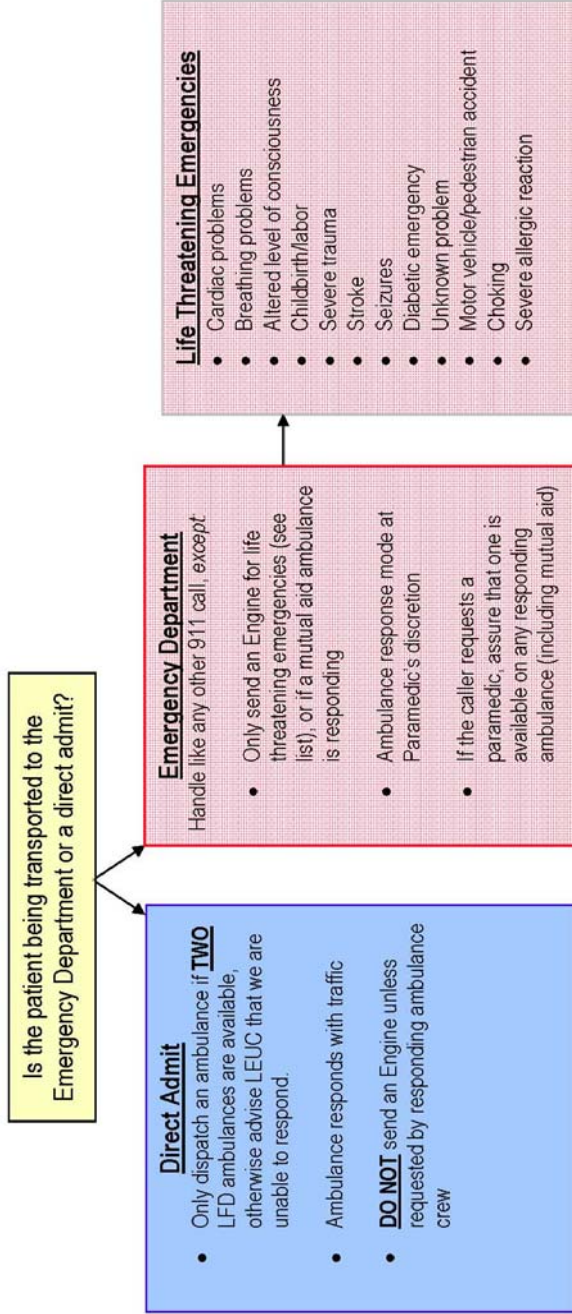 Is the patient being transported to the
Emergency Department or a direct admit?
Direct Admit
• Only dispatch an ambulance if TWO
LFD ambulances are available,
otherwise advise LEUC that we are
unable to respond.
• Ambulance responds with traffic
• DO NOT send an Engine unless
requested by responding ambulance
crew
Emergency Department
Handle like any other 911 call, except:
• Only send an Engine for life
threatening emergencies (see
list), or if a mutual aid ambulance
is responding
• Ambulance response mode at
Paramedic's discretion
• If the caller requests a
paramedic, assure that one is
available on any responding
ambulance (including mutual aid)
Life Threatening Emergencies
• Cardiac problems
• Breathing problems
• Altered level of consciousness
• Childbirth/labor
• Severe trauma
• Stroke
• Seizures
• Diabetic emergency
• Unknown problem
• Motor vehicle/pedestrian accident
• Choking
• Severe allergic reaction